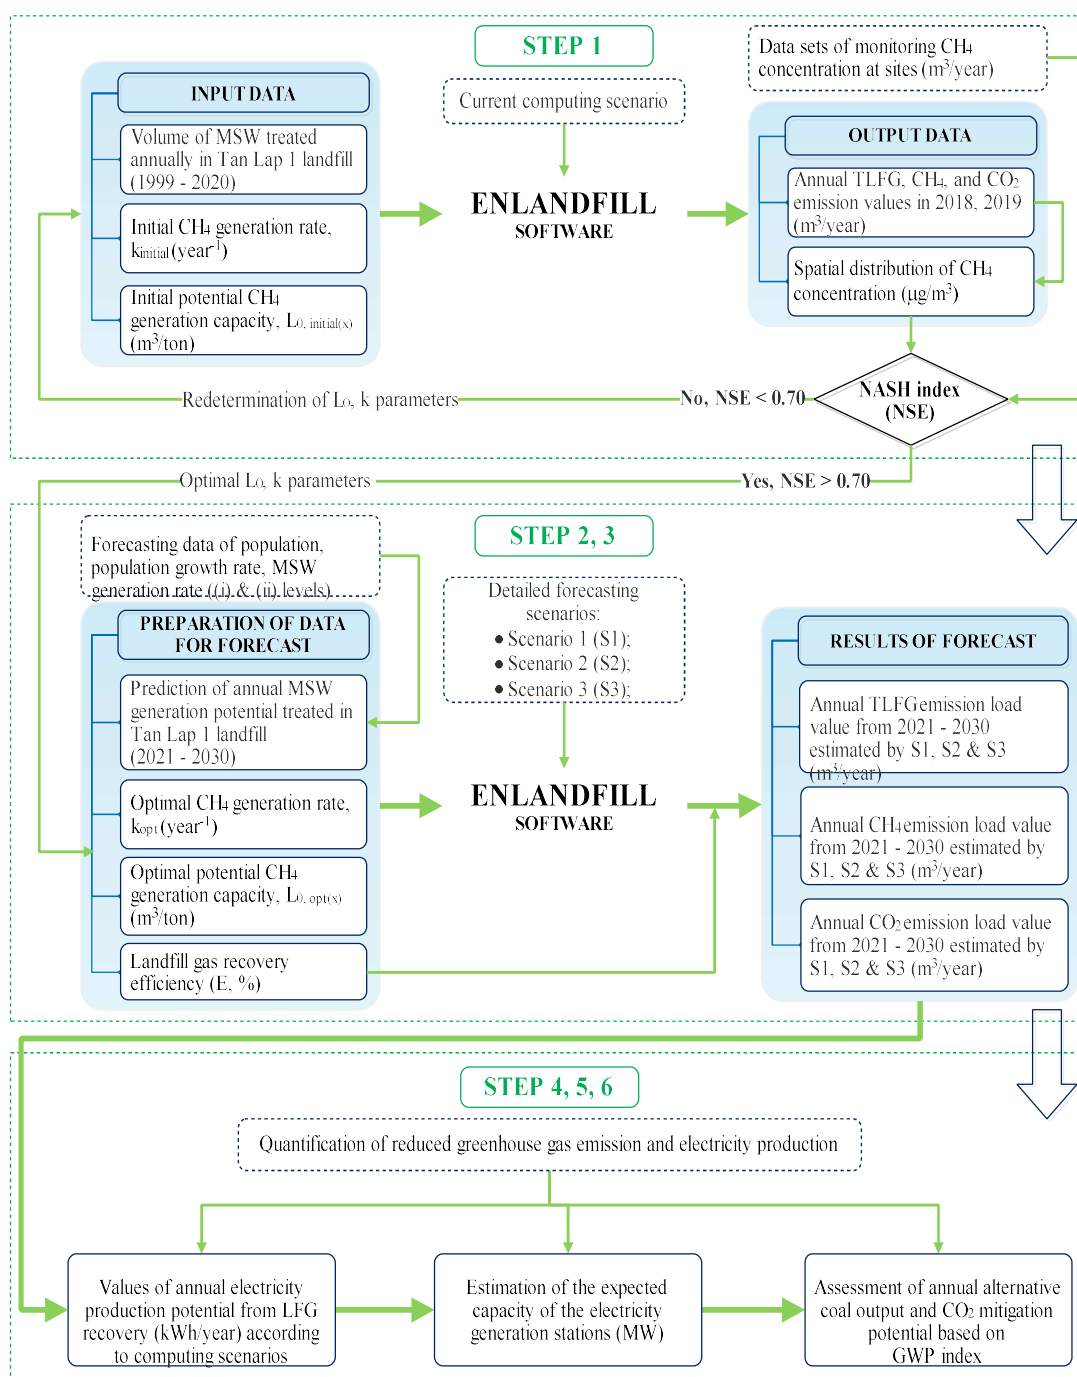 STEP 1
Data sets of monitoring CH4
concentration at sites (m³/year)
INPUT DATA
Volume of MSW treated
annually in Tan Lap 1 landfill
(1999 - 2020)
Initial CH4 generation rate,
kinitial (year⁻¹)
Initial potential CH4
generation capacity, L0, initial(x)
(m³/ton)
Current computing scenario
ENLANDFILL
SOFTWARE
OUTPUT DATA
Annual TLFG, CH4, and CO2
emission values in 2018, 2019
(m³/year)
Spatial distribution of CH4
concentration (µg/m³)
NASH index
(NSE)
No, NSE < 0.70
Redetermination of L0, k parameters
Yes, NSE > 0.70
Optimal L0, k parameters
STEP 2, 3
Forecasting data of population,
population growth rate, MSW
generation rate ((i) & (ii) levels)
PREPARATION OF DATA
FOR FORECAST
Prediction of annual MSW
generation potential treated in
Tan Lap 1 landfill
(2021 - 2030)
Optimal CH4 generation rate,
kopt (year⁻¹)
Optimal potential CH4
generation capacity, L0, opt(x)
(m³/ton)
Landfill gas recovery
efficiency (E, %)
Detailed forecasting
scenarios:
● Scenario 1 (S1);
● Scenario 2 (S2);
● Scenario 3 (S3);
ENLANDFILL
SOFTWARE
RESULTS OF FORECAST
Annual TLFG emission load
value from 2021 - 2030
estimated by S1, S2 & S3
(m³/year)
Annual CH4 emission load value
from 2021 - 2030 estimated by
S1, S2 & S3 (m³/year)
Annual CO2 emission load value
from 2021 - 2030 estimated by
S1, S2 & S3 (m³/year)
STEP 4, 5, 6
Quantification of reduced greenhouse gas emission and electricity production
Values of annual electricity
production potential from LFG
recovery (kWh/year) according
to computing scenarios
Estimation of the expected
capacity of the electricity
generation stations (MW)
Assessment of annual alternative
coal output and CO2 mitigation
potential based on
GWP index